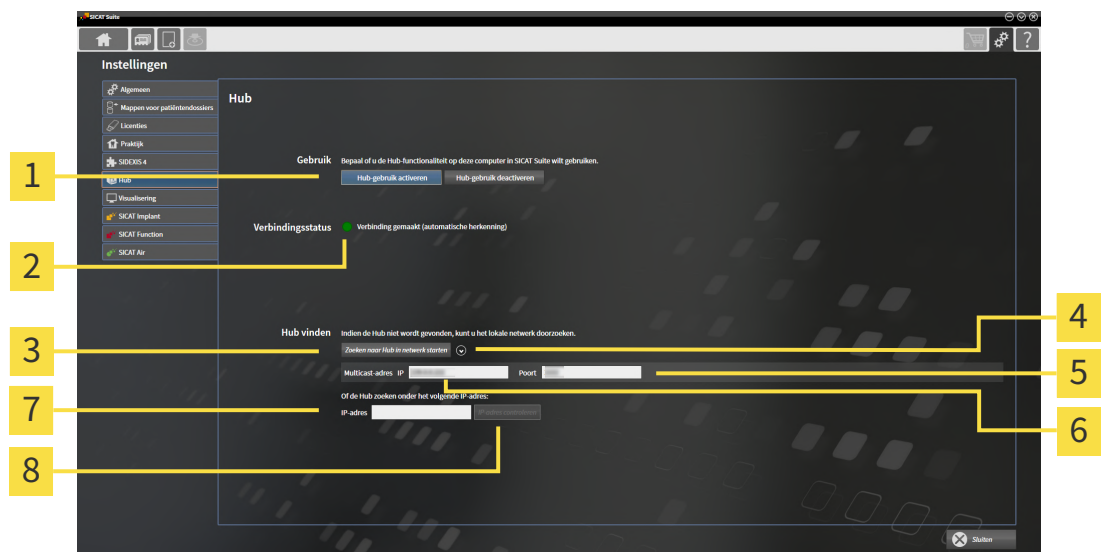 SICAT Suite
?
Instellingen
Algemeen
Mappen voor patiëntendossiers
Licenties
Praktijk
SIDEXIS 4
Hub
Visualisering
SICAT Implant
SICAT Function
SICAT Air
Hub
Gebruik Bepaal of u de Hub-functionaliteit op deze computer in SICAT Suite wilt gebruiken.
1
Hub-gebruik activeren Hub-gebruik deactiveren
Verbindingsstatus Verbinding gemaakt (automatische herkenning)
2
4
Hub vinden Indien de Hub niet wordt gevonden, kunt u het lokale netwerk doorzoeken.
3
Zoeken naar Hub in netwerk starten
Multicast-adres IP Poort
5
Of de Hub zoeken onder het volgende IP-adres:
7
IP-adres
6
8
Sluiten